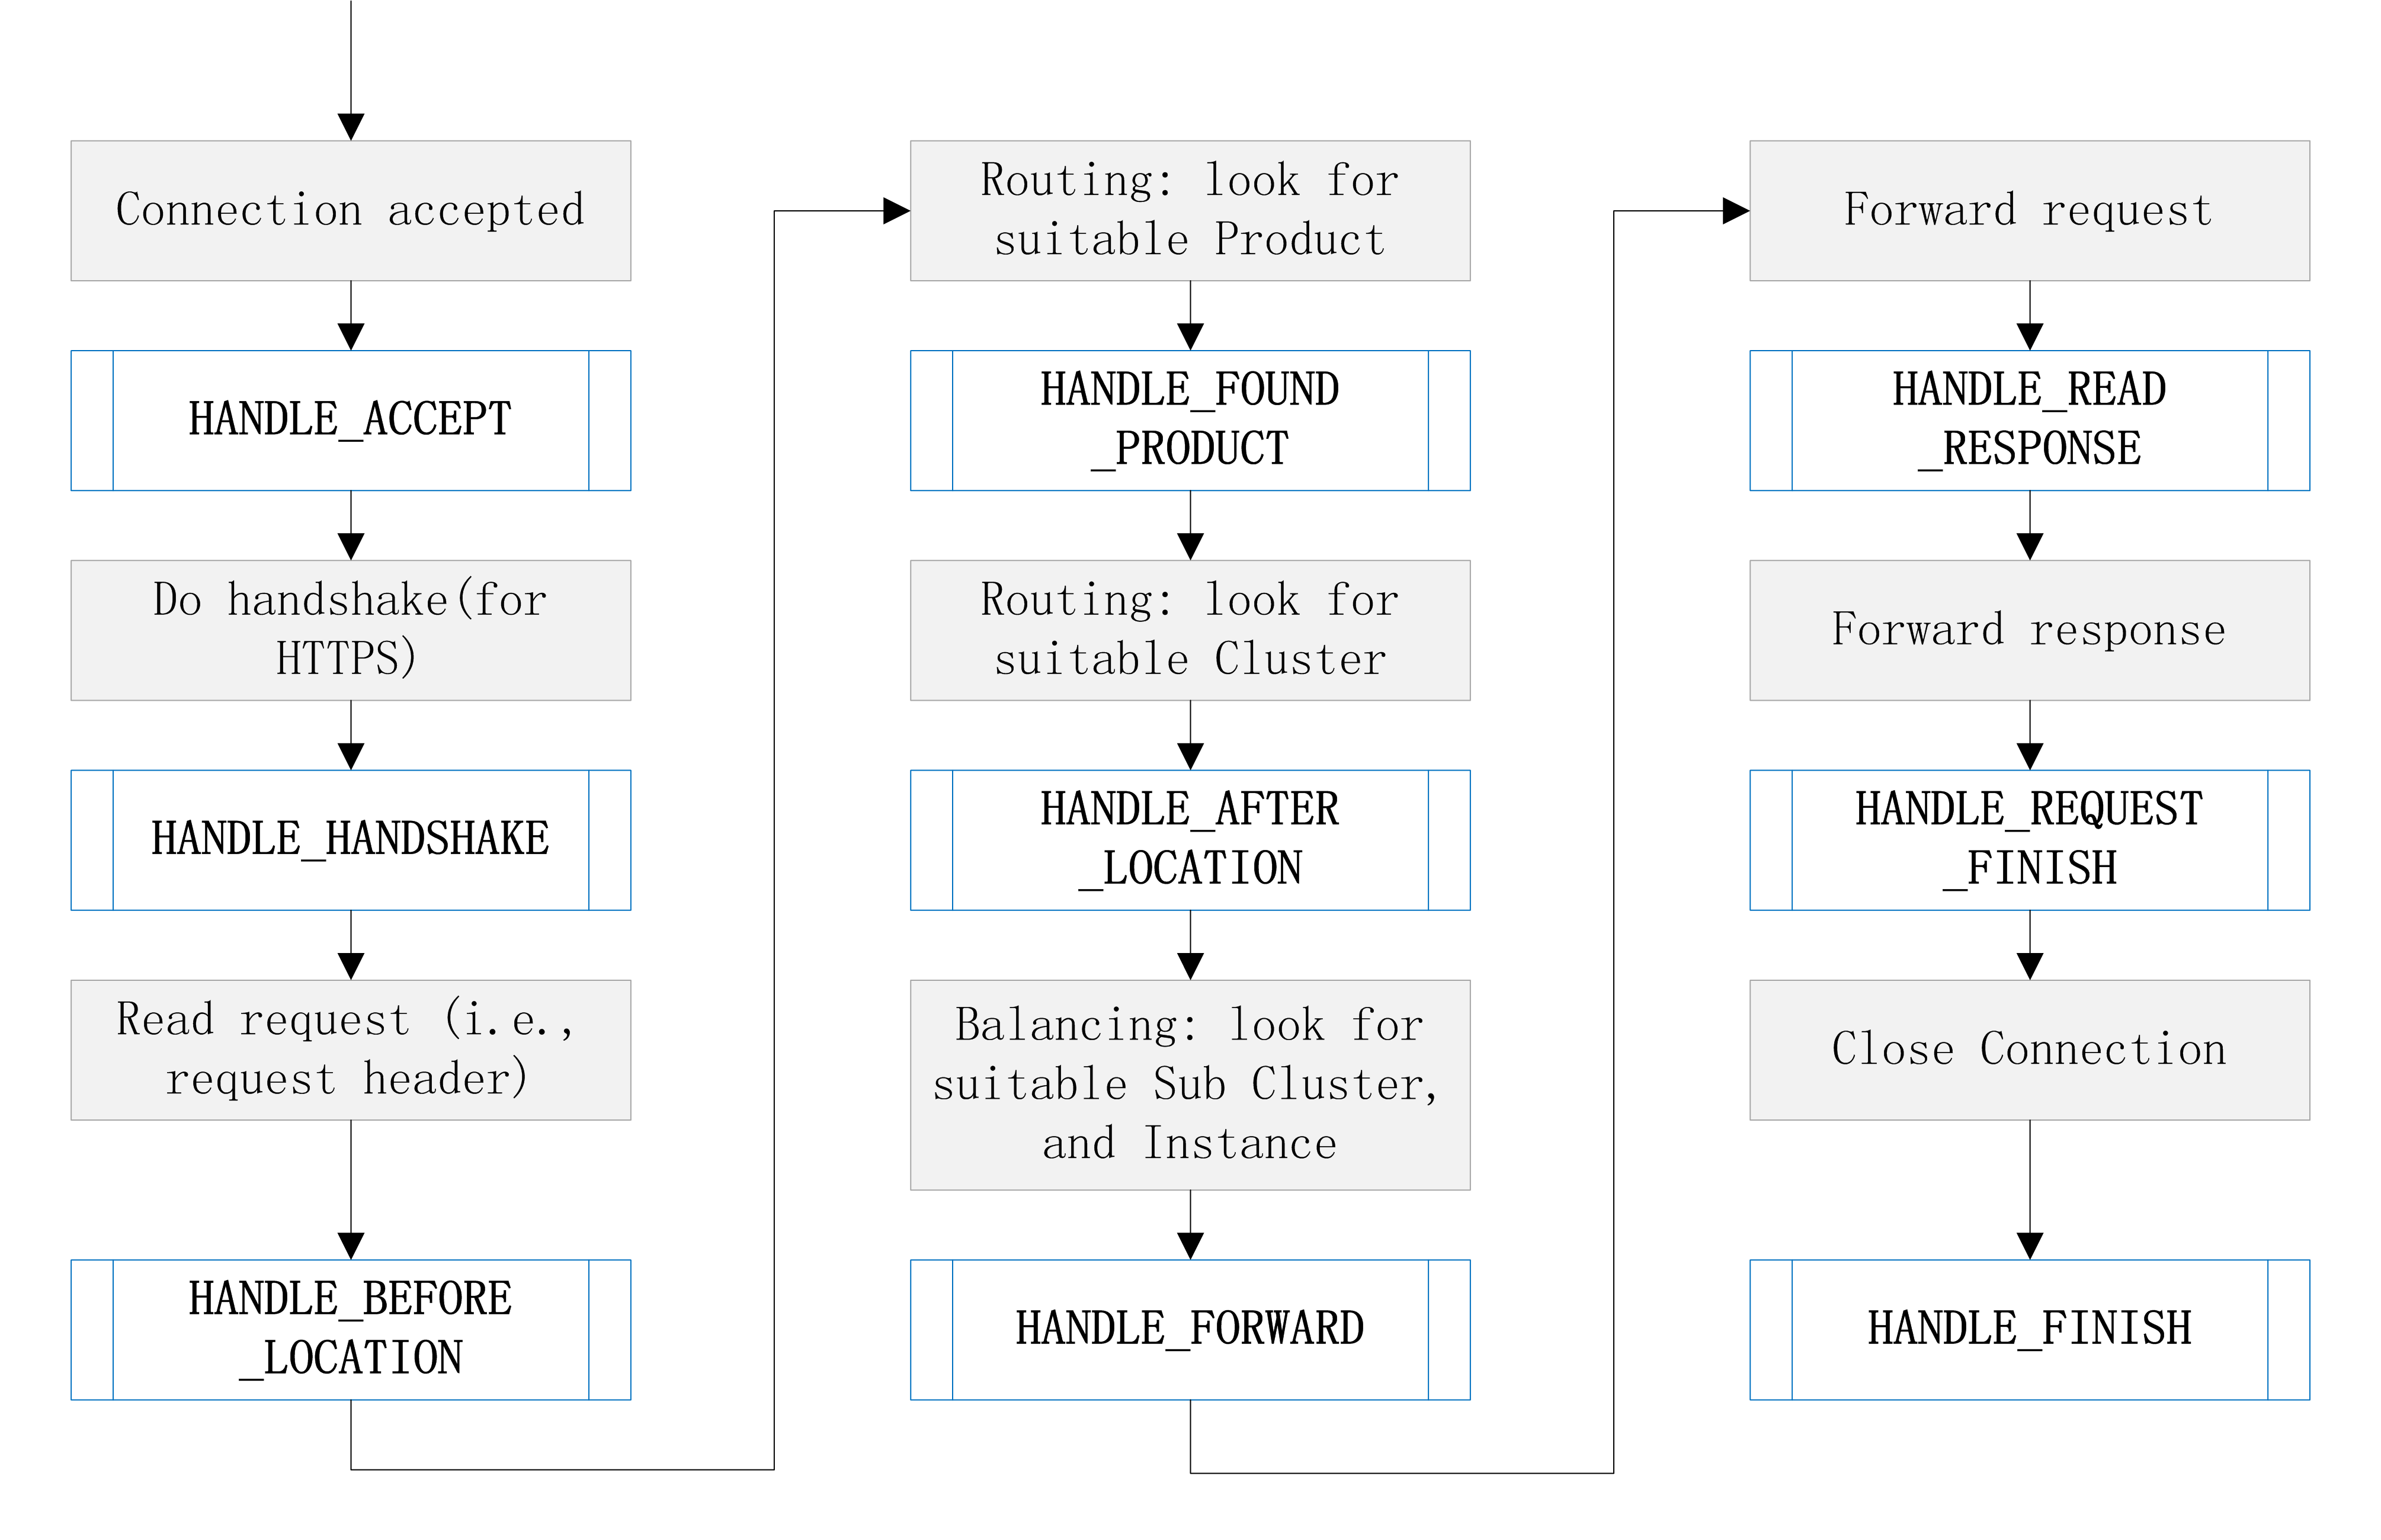 Connection accepted
HANDLE_ACCEPT
Do handshake(for
HTTPS)
HANDLE_HANDSHAKE
Read request (i.e.,
request header)
HANDLE_BEFORE
_LOCATION
Routing: look for
suitable Product
HANDLE_FOUND
_PRODUCT
Routing: look for
suitable Cluster
HANDLE_AFTER
_LOCATION
Balancing: look for
suitable Sub Cluster,
and Instance
HANDLE_FORWARD
Forward request
HANDLE_READ
_RESPONSE
Forward response
HANDLE_REQUEST
_FINISH
Close Connection
HANDLE_FINISH